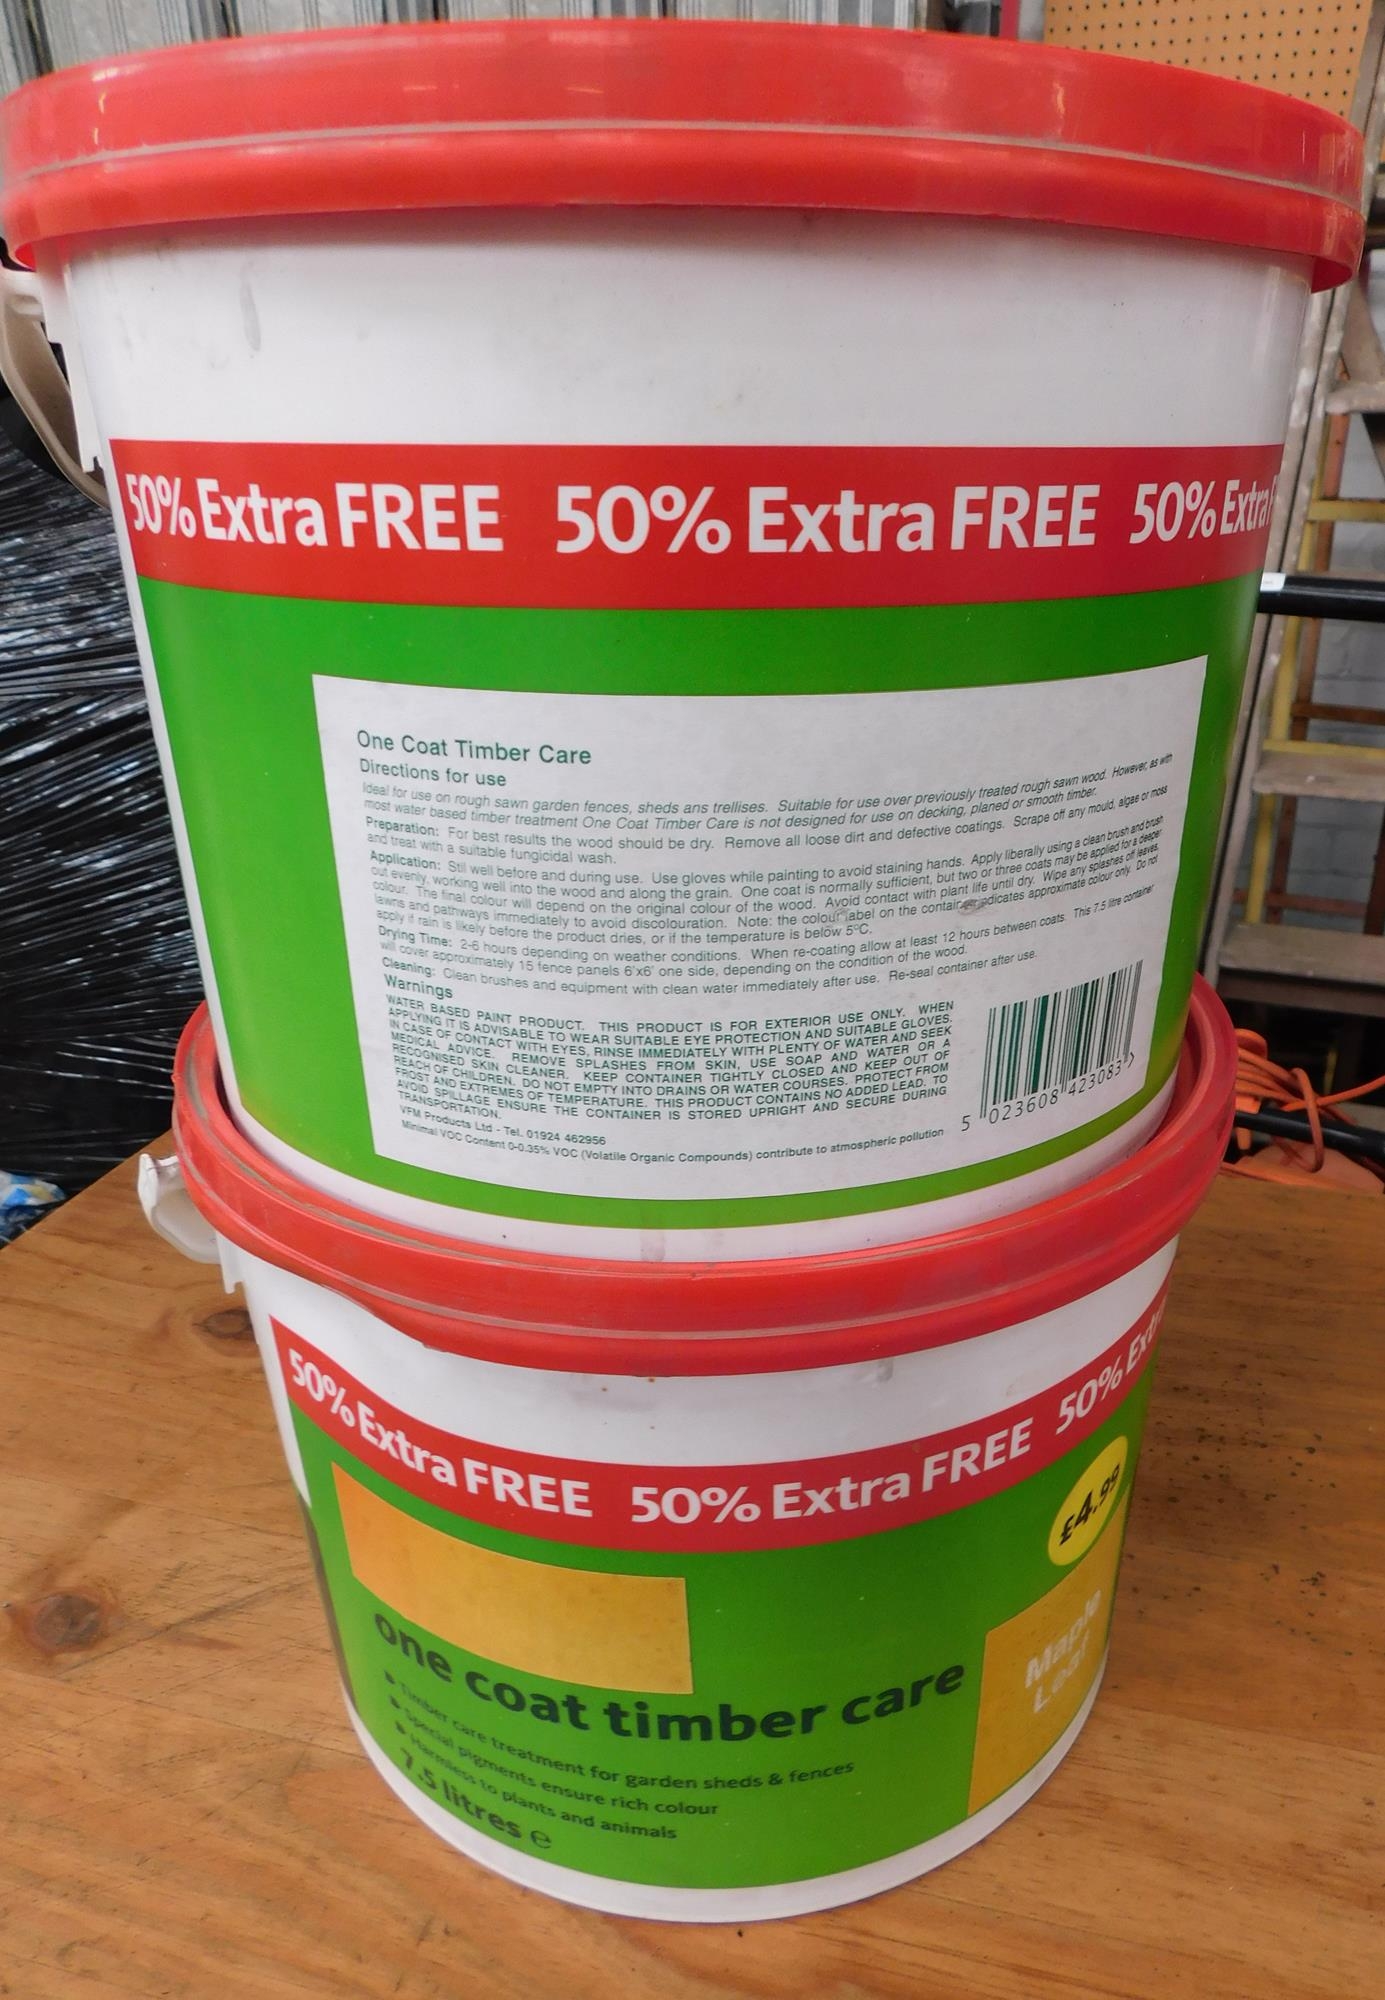 50% Extra FREE 50% Extra FREE 50% Extra F
One Coat Timber Care
Directions for use
Ideal for use on rough sawn garden fences, sheds ans trellises. Suitable for use over previously treated rough sawn wood. However, as with
most water based timber treatment One Coat Timber Care is not designed for use on decking, planed or smooth timber.
Preparation: For best results the wood should be dry. Remove all loose dirt and defective coatings. Scrape off any mould, algae or moss
and treat with a suitable fungicidal wash.
Application: Stil well before and during use. Use gloves while painting to avoid staining hands. Apply liberally using a clean brush and brush
out evenly, working well into the wood and along the grain. One coat is normally sufficient, but two or three coats may be applied for a deeper
colour. The final colour will depend on the original colour of the wood. Avoid contact with plant life until dry. Wipe any splashes off leaves,
lawns and pathways immediately to avoid discolouration. Note: the colour label on the container indicates approximate colour only. Do not
apply if rain is likely before the product dries, or if the temperature is below 5°C.
Drying Time: 2-6 hours depending on weather conditions. When re-coating allow at least 12 hours between coats. This 7.5 litre container
will cover approximately 15 fence panels 6'x6' one side, depending on the condition of the wood.
Cleaning: Clean brushes and equipment with clean water immediately after use. Re-seal container after use.
Warnings
WATER BASED PAINT PRODUCT. THIS PRODUCT IS FOR EXTERIOR USE ONLY. WHEN
APPLYING IT IS ADVISABLE TO WEAR SUITABLE EYE PROTECTION AND SUITABLE GLOVES.
IN CASE OF CONTACT WITH EYES, RINSE IMMEDIATELY WITH PLENTY OF WATER AND SEEK
MEDICAL ADVICE. REMOVE SPLASHES FROM SKIN, USE SOAP AND WATER OR A
RECOGNISED SKIN CLEANER. KEEP CONTAINER TIGHTLY CLOSED AND KEEP OUT OF
REACH OF CHILDREN. DO NOT EMPTY INTO DRAINS OR WATER COURSES. PROTECT FROM
FROST AND EXTREMES OF TEMPERATURE. THIS PRODUCT CONTAINS NO ADDED LEAD. TO
AVOID SPILLAGE ENSURE THE CONTAINER IS STORED UPRIGHT AND SECURE DURING
TRANSPORTATION.
VFM Products Ltd - Tel. 01924 462956
Minimal VOC Content 0-0.35% VOC (Volatile Organic Compounds) contribute to atmospheric pollution
5 023608 423083 >
50% Extra FREE 50% Extra FREE 50% Extr
£4.99
Maple
Leaf
one coat timber care
Timber care treatment for garden sheds & fences
Special pigments ensure rich colour
Harmless to plants and animals
7.5 litres e